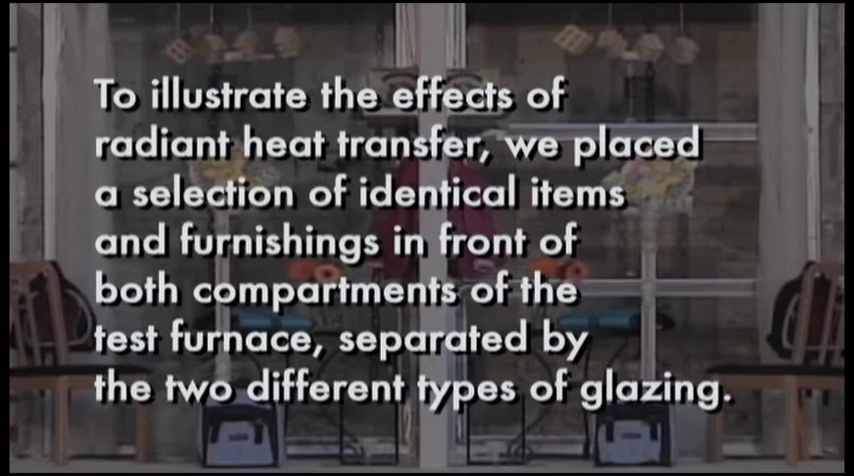 To illustrate the effects of
radiant heat transfer, we placed
a selection of identical items
and furnishings in front of
both compartments of the
test furnace, separated by
the two different types of glazing.